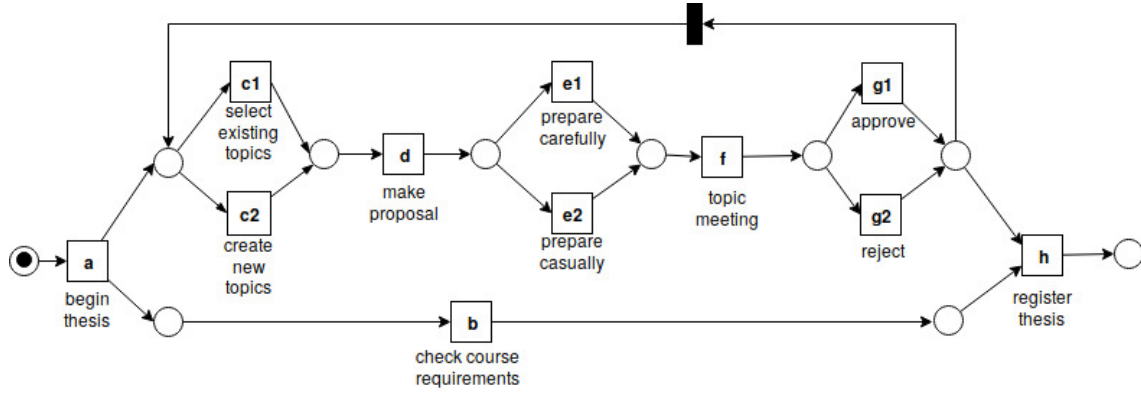 c1
select
existing
topics
c2
create
new
topics
a
begin
thesis
d
make
proposal
e1
prepare
carefully
e2
prepare
casually
f
topic
meeting
g1
approve
g2
reject
h
register
thesis
b
check course
requirements